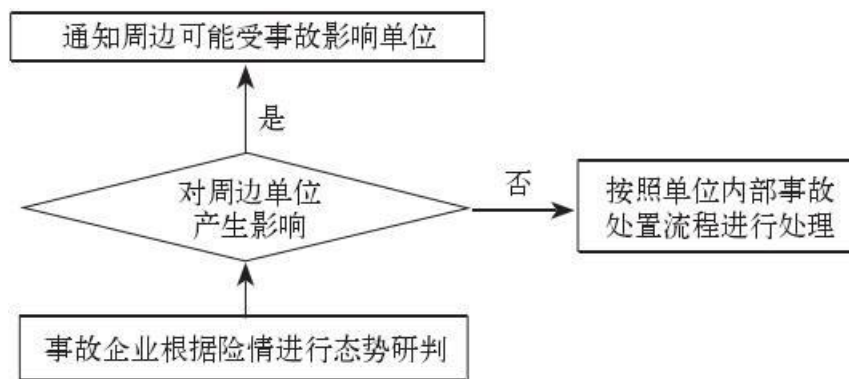 通知周边可能受事故影响单位
是
对周边单位
产生影响
否
按照单位内部事故
处置流程进行处理
事故企业根据险情进行态势研判